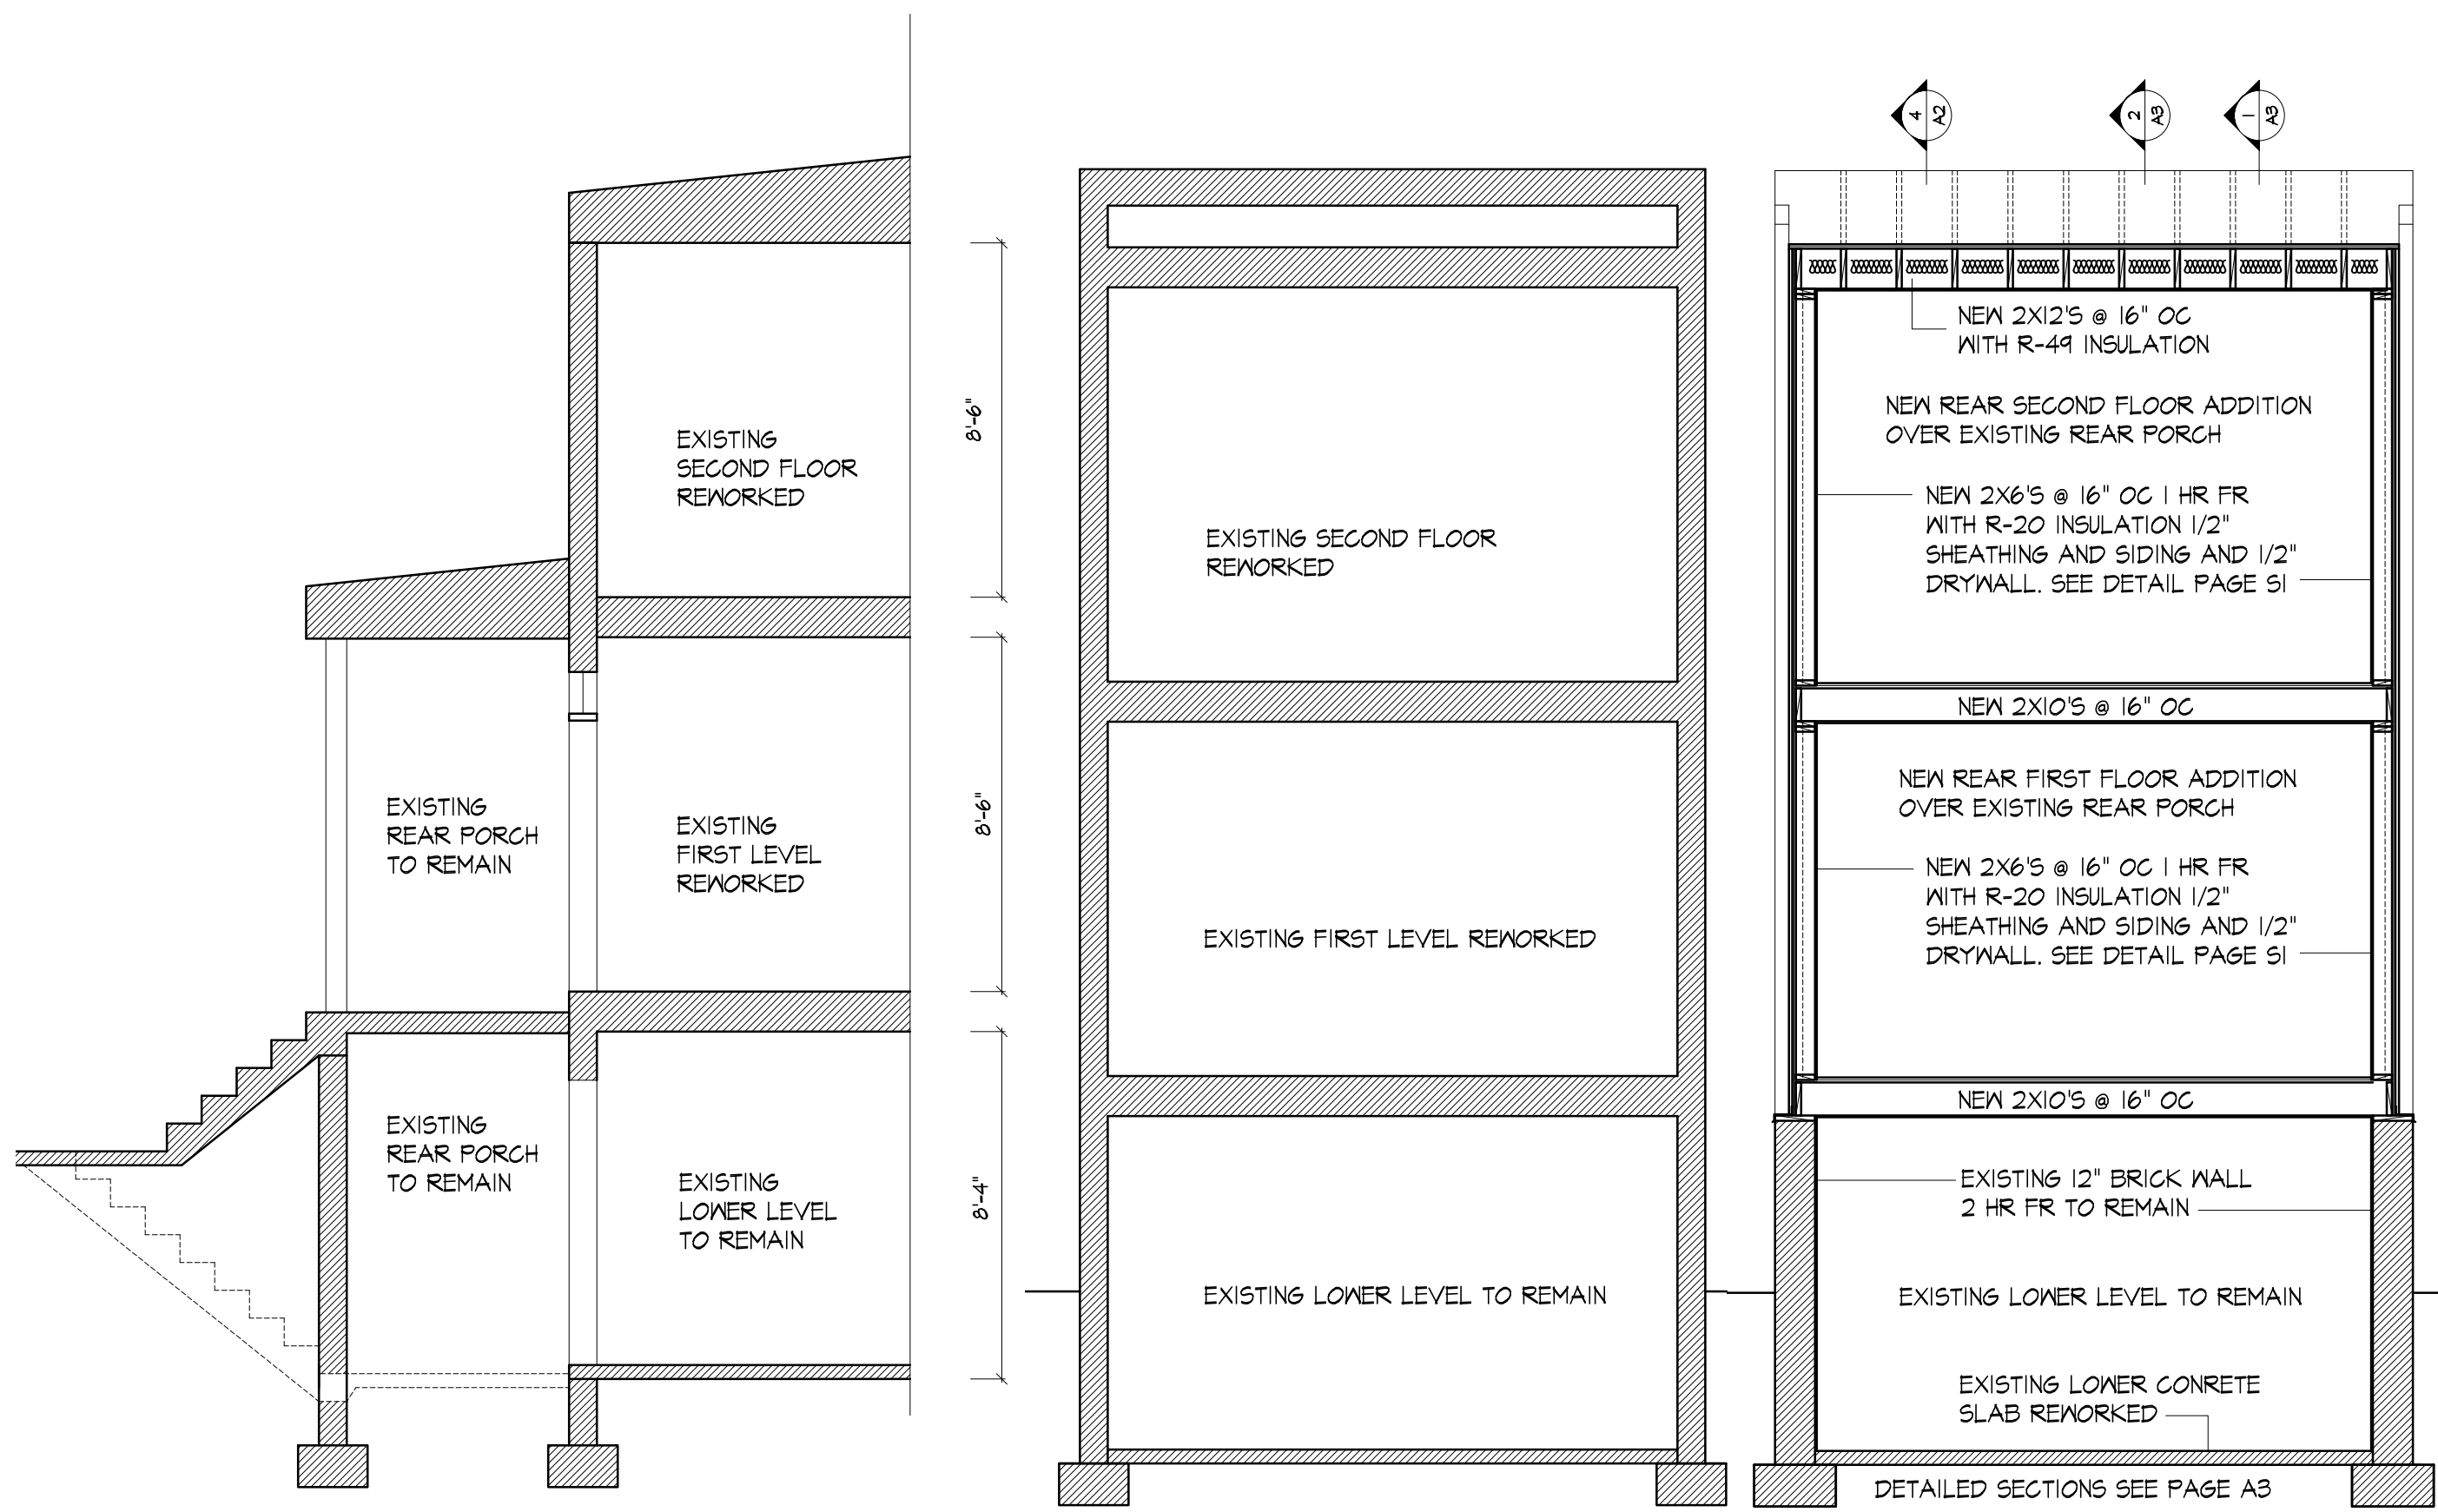 EXISTING
SECOND FLOOR
REWORKED
EXISTING
REAR PORCH
TO REMAIN
EXISTING
FIRST LEVEL
REWORKED
EXISTING
REAR PORCH
TO REMAIN
EXISTING
LOWER LEVEL
TO REMAIN
8'-6"
8'-6"
8'-4"
EXISTING SECOND FLOOR
REWORKED
EXISTING FIRST LEVEL REWORKED
EXISTING LOWER LEVEL TO REMAIN
4
A2
2
A3
1
A3
NEW 2X12'S @ 16" OC
WITH R-49 INSULATION
NEW REAR SECOND FLOOR ADDITION
OVER EXISTING REAR PORCH
NEW 2X6'S @ 16" OC 1 HR FR
WITH R-20 INSULATION 1/2"
SHEATHING AND SIDING AND 1/2"
DRYWALL. SEE DETAIL PAGE S1
NEW 2X10'S @ 16" OC
NEW REAR FIRST FLOOR ADDITION
OVER EXISTING REAR PORCH
NEW 2X6'S @ 16" OC 1 HR FR
WITH R-20 INSULATION 1/2"
SHEATHING AND SIDING AND 1/2"
DRYWALL. SEE DETAIL PAGE S1
NEW 2X10'S @ 16" OC
EXISTING 12" BRICK WALL
2 HR FR TO REMAIN
EXISTING LOWER LEVEL TO REMAIN
EXISTING LOWER CONRETE
SLAB REWORKED
DETAILED SECTIONS SEE PAGE A3